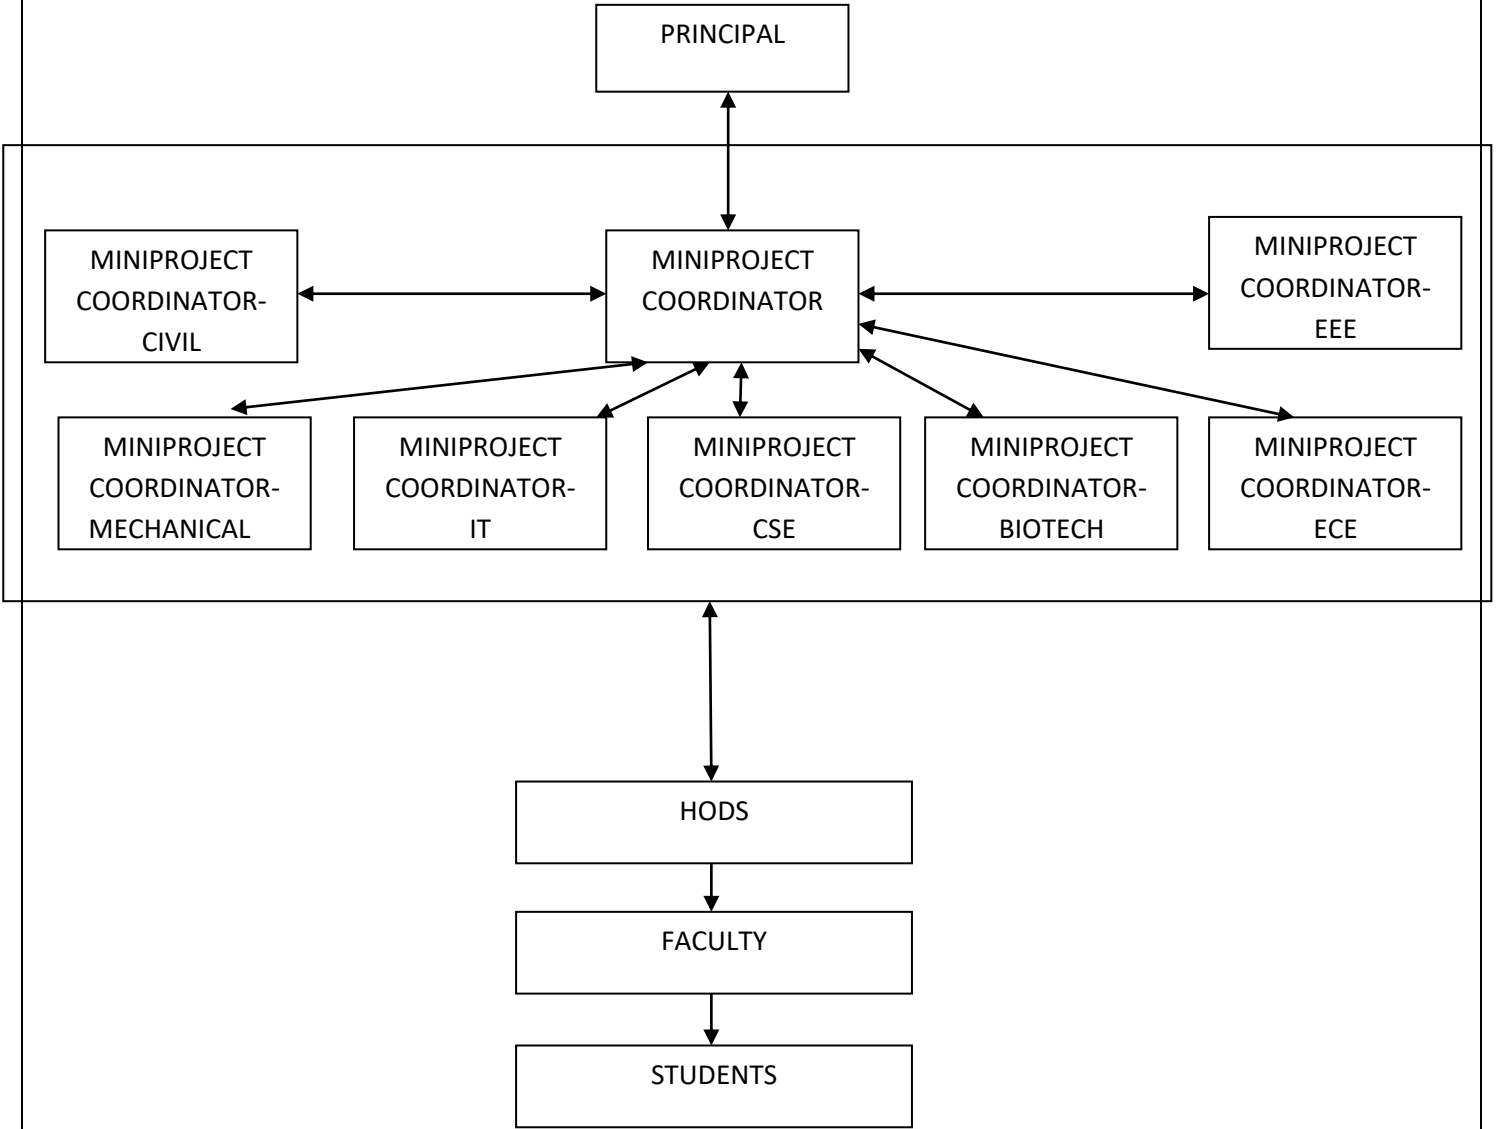 PRINCIPAL
MINIPROJECT
COORDINATOR-
CIVIL
MINIPROJECT
COORDINATOR
MINIPROJECT
COORDINATOR-
EEE
MINIPROJECT
COORDINATOR-
MECHANICAL
MINIPROJECT
COORDINATOR-
IT
MINIPROJECT
COORDINATOR-
CSE
MINIPROJECT
COORDINATOR-
BIOTECH
MINIPROJECT
COORDINATOR-
ECE
HODS
FACULTY
STUDENTS